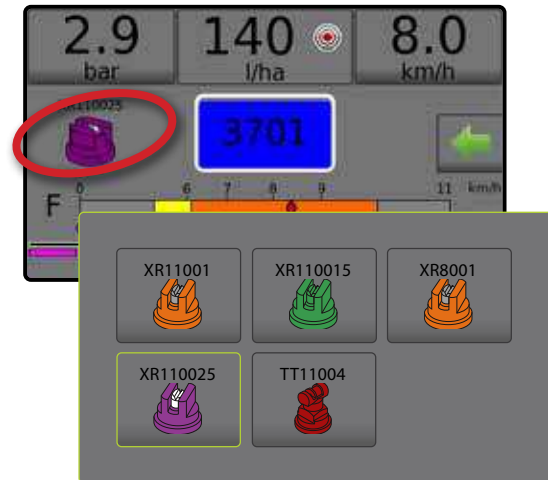 2.9 140 8.0
bar l/ha km/h
XR110025
3701
0 6 7 8 9 11 km/h
F
XR11001 XR110015 XR8001
XR110025 TT11004